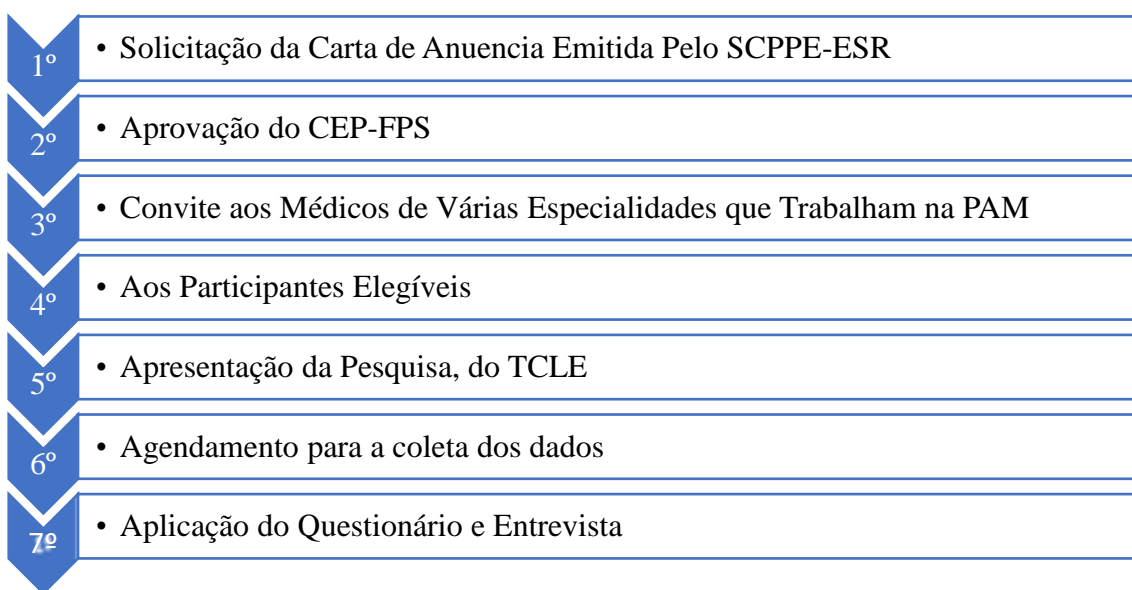 1º • Solicitação da Carta de Anuencia Emitida Pelo SCPPE-ESR
2º • Aprovação do CEP-FPS
3º • Convite aos Médicos de Várias Especialidades que Trabalham na PAM
4º • Aos Participantes Elegíveis
5º • Apresentação da Pesquisa, do TCLE
6º • Agendamento para a coleta dos dados
7º • Aplicação do Questionário e Entrevista